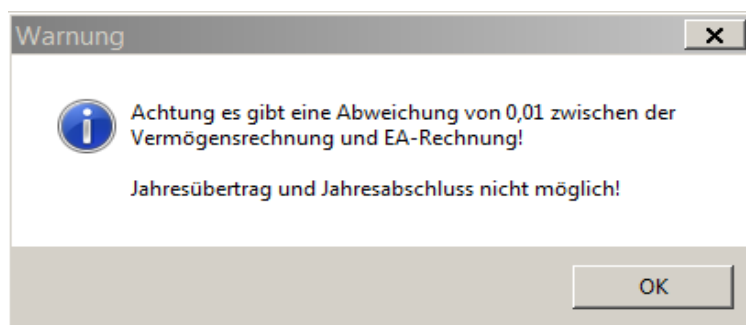 Warnung
Achtung es gibt eine Abweichung von 0,01 zwischen der
Vermögensrechnung und EA-Rechnung!
Jahresübertrag und Jahresabschluss nicht möglich!
OK